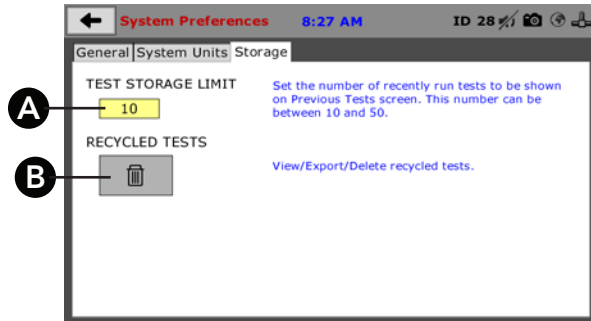 System Preferences 8:27 AM ID 28
General System Units Storage
TEST STORAGE LIMIT
Set the number of recently run tests to be shown
on Previous Tests screen. This number can be
between 10 and 50.
A
10
RECYCLED TESTS
B
View/Export/Delete recycled tests.